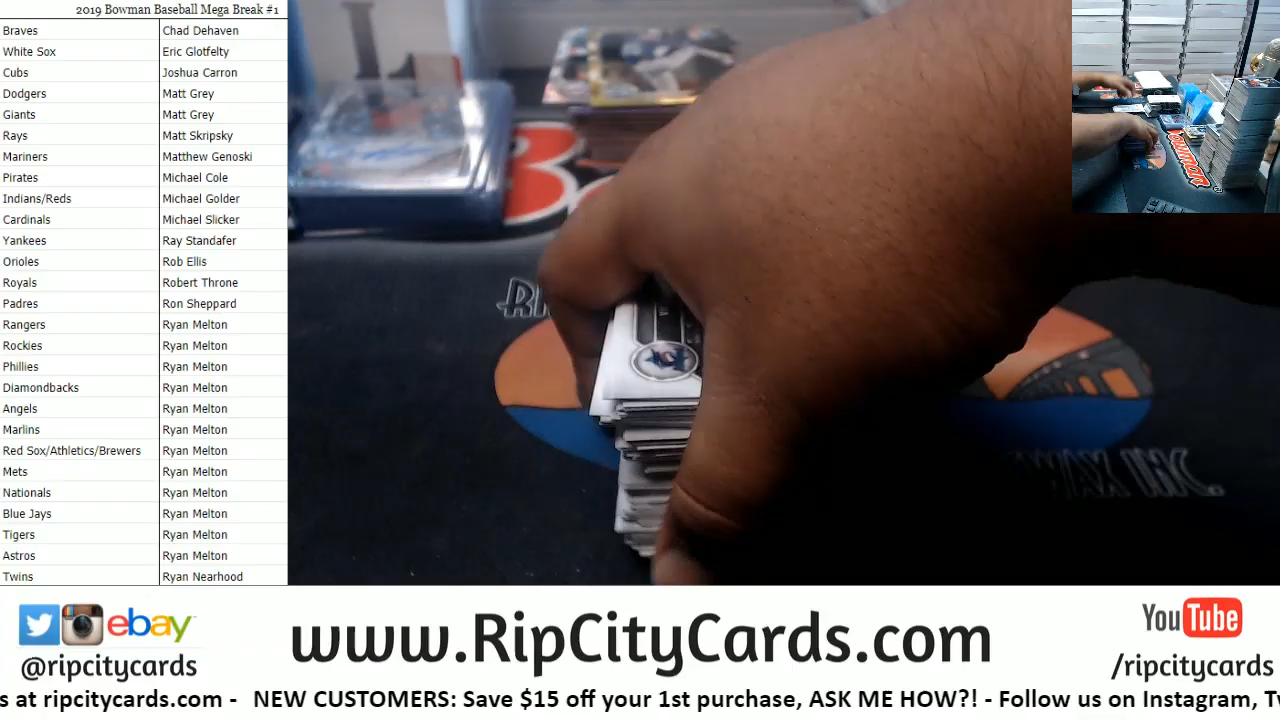 2019 Bowman Baseball Mega Break #1
Braves Chad Dehaven
White Sox Eric Glotfelty
Cubs Joshua Carron
Dodgers Matt Grey
Giants Matt Grey
Rays Matt Skripsky
Mariners Matthew Genoski
Pirates Michael Cole
Indians/Reds Michael Golder
Cardinals Michael Slicker
Yankees Ray Standafer
Orioles Rob Ellis
Royals Robert Throne
Padres Ron Sheppard
Rangers Ryan Melton
Rockies Ryan Melton
Phillies Ryan Melton
Diamondbacks Ryan Melton
Angels Ryan Melton
Marlins Ryan Melton
Red Sox/Athletics/Brewers Ryan Melton
Mets Ryan Melton
Nationals Ryan Melton
Blue Jays Ryan Melton
Tigers Ryan Melton
Astros Ryan Melton
Twins Ryan Nearhood
ebay
@ripcitycards
www.RipCityCards.com
YouTube
/ripcitycards
s at ripcitycards.com - NEW CUSTOMERS: Save $15 off your 1st purchase, ASK ME HOW?! - Follow us on Instagram, Tw